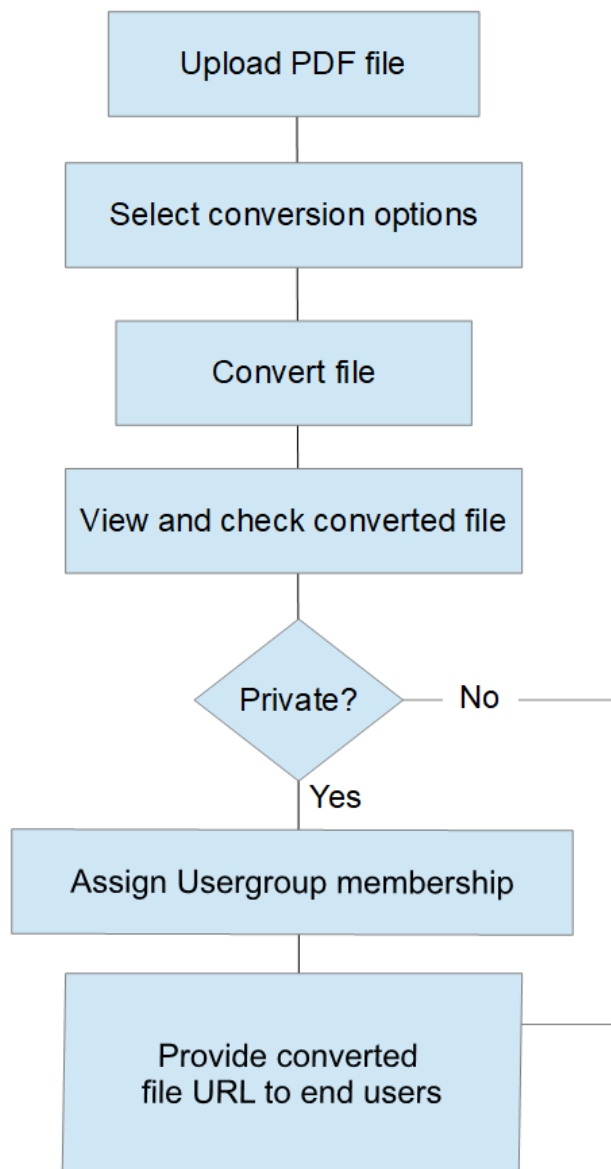 Upload PDF file
Select conversion options
Convert file
View and check converted file
Private?
No
Yes
Assign Usergroup membership
Provide converted
file URL to end users